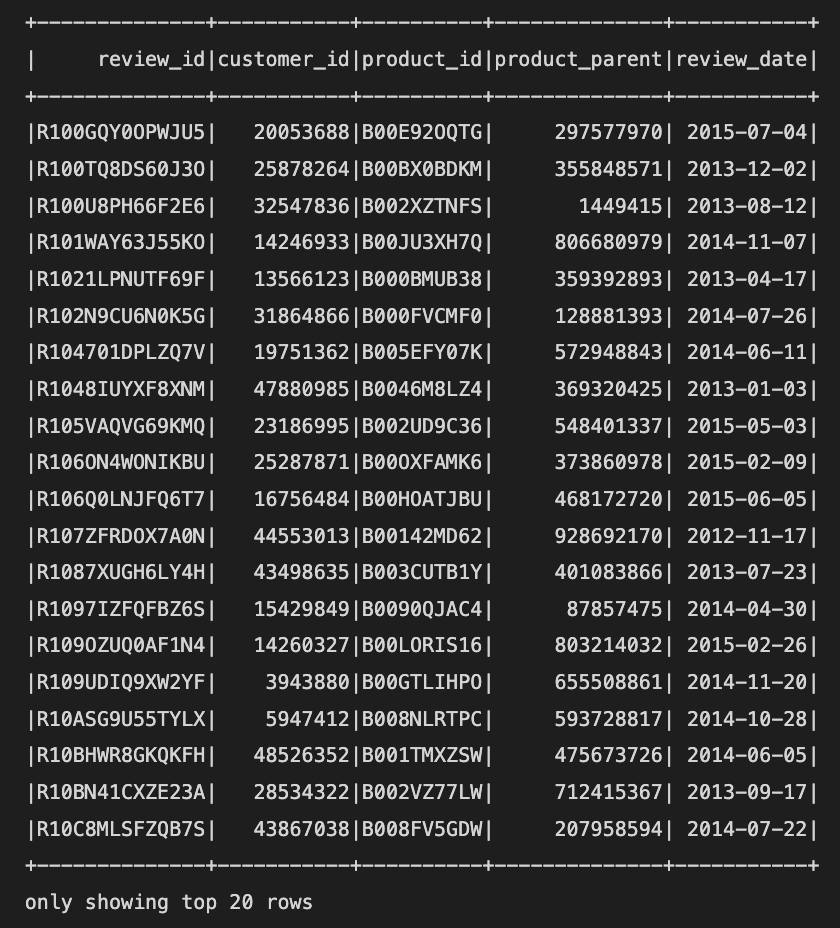 +--------------+-----------+----------+--------------+-----------+
|     review_id|customer_id|product_id|product_parent|review_date|
+--------------+-----------+----------+--------------+-----------+
|R100GQY0OPWJU5|   20053688|B00E92OQTG|     297577970| 2015-07-04|
|R100TQ8DS60J3O|   25878264|B00BX0BDKM|     355848571| 2013-12-02|
|R100U8PH66F2E6|   32547836|B002XZTNFS|       1449415| 2013-08-12|
|R101WAY63J55KO|   14246933|B00JU3XH7Q|     806680979| 2014-11-07|
|R1021LPNUTF69F|   13566123|B000BMUB38|     359392893| 2013-04-17|
|R102N9CU6N0K5G|   31864866|B000FVCMF0|     128881393| 2014-07-26|
|R104701DPLZQ7V|   19751362|B005EFY07K|     572948843| 2014-06-11|
|R1048IUYXF8XNM|   47880985|B0046M8LZ4|     369320425| 2013-01-03|
|R105VAQVG69KMQ|   23186995|B002UD9C36|     548401337| 2015-05-03|
|R106ON4WONIKBU|   25287871|B00OXFAMK6|     373860978| 2015-02-09|
|R106Q0LNJFQ6T7|   16756484|B00HOATJBU|     468172720| 2015-06-05|
|R107ZFRDOX7A0N|   44553013|B00142MD62|     928692170| 2012-11-17|
|R1087XUGH6LY4H|   43498635|B003CUTB1Y|     401083866| 2013-07-23|
|R1097IZFQFBZ6S|   15429849|B0090QJAC4|      87857475| 2014-04-30|
|R109OZUQ0AF1N4|   14260327|B00LORIS16|     803214032| 2015-02-26|
|R109UDIQ9XW2YF|    3943880|B00GTLIHPO|     655508861| 2014-11-20|
|R10ASG9U55TYLX|    5947412|B008NLRTPC|     593728817| 2014-10-28|
|R10BHWR8GKQKFH|   48526352|B001TMXZSW|     475673726| 2014-06-05|
|R10BN41CXZE23A|   28534322|B002VZ77LW|     712415367| 2013-09-17|
|R10C8MLSFZQB7S|   43867038|B008FV5GDW|     207958594| 2014-07-22|
+--------------+-----------+----------+--------------+-----------+
only showing top 20 rows